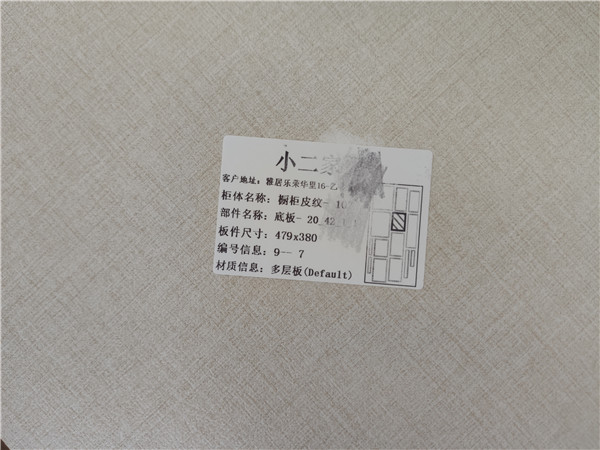 小二家
客户地址: 雅居乐荣华里16-乙
柜体名称: 橱柜皮纹- 10
部件名称: 底板- 20_42_
板件尺寸: 479x380
编号信息: 9— 7
材质信息: 多层板(Default)